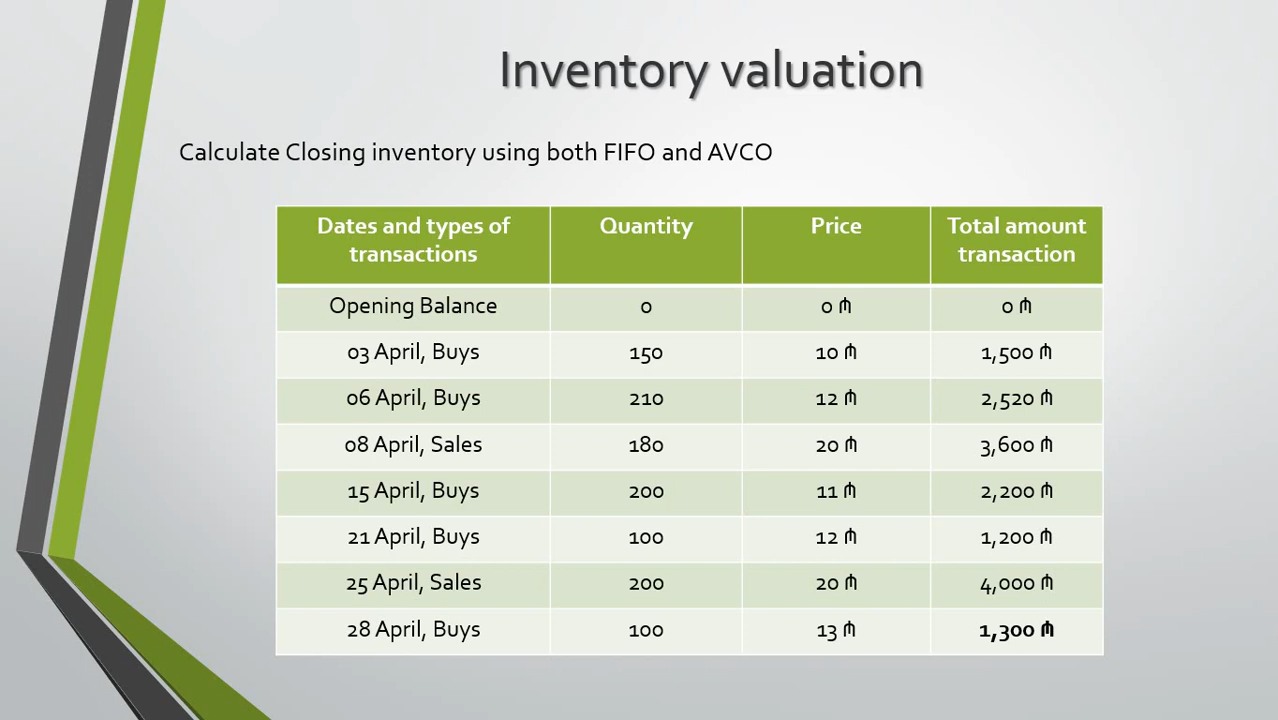 Inventory valuation
Calculate Closing inventory using both FIFO and AVCO
Dates and types of transactions Quantity Price Total amount transaction
Opening Balance 0 0 ₼ 0 ₼
03 April, Buys 150 10 ₼ 1,500 ₼
06 April, Buys 210 12 ₼ 2,520 ₼
08 April, Sales 180 20 ₼ 3,600 ₼
15 April, Buys 200 11 ₼ 2,200 ₼
21 April, Buys 100 12 ₼ 1,200 ₼
25 April, Sales 200 20 ₼ 4,000 ₼
28 April, Buys 100 13 ₼ 1,300 ₼